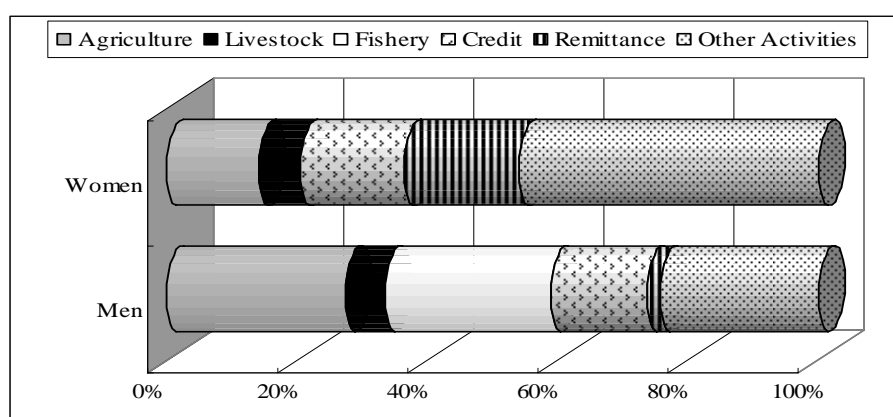 Agriculture Livestock Fishery Credit Remittance Other Activities
Women
Men
0% 20% 40% 60% 80% 100%